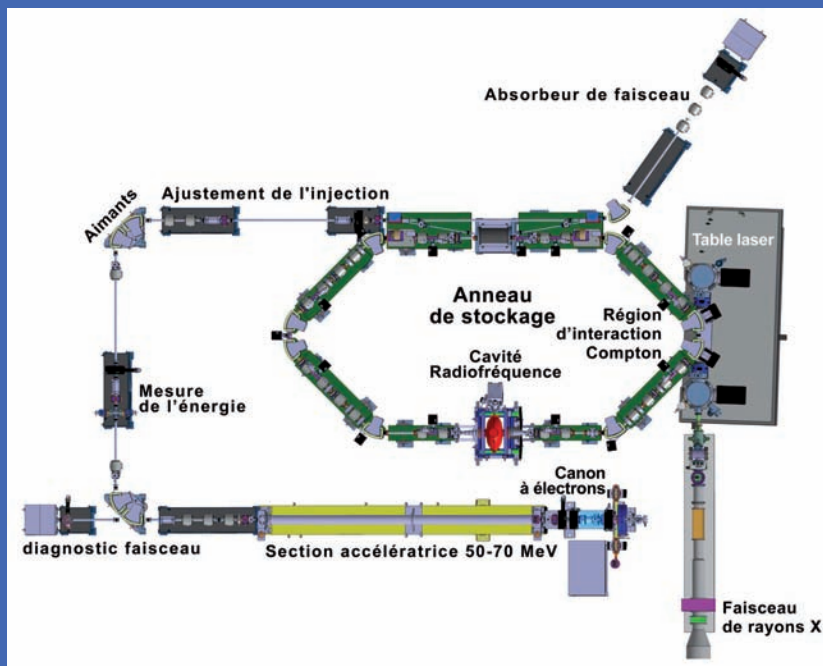 Absorbeur de faisceau
Ajustement de l'injection
Aimants
Table laser
Anneau
de stockage
Région
d'interaction
Compton
Cavité
Radiofréquence
Mesure
de l'énergie
Canon
à électrons
diagnostic faisceau
Section accélératrice 50-70 MeV
Faisceau
de rayons X